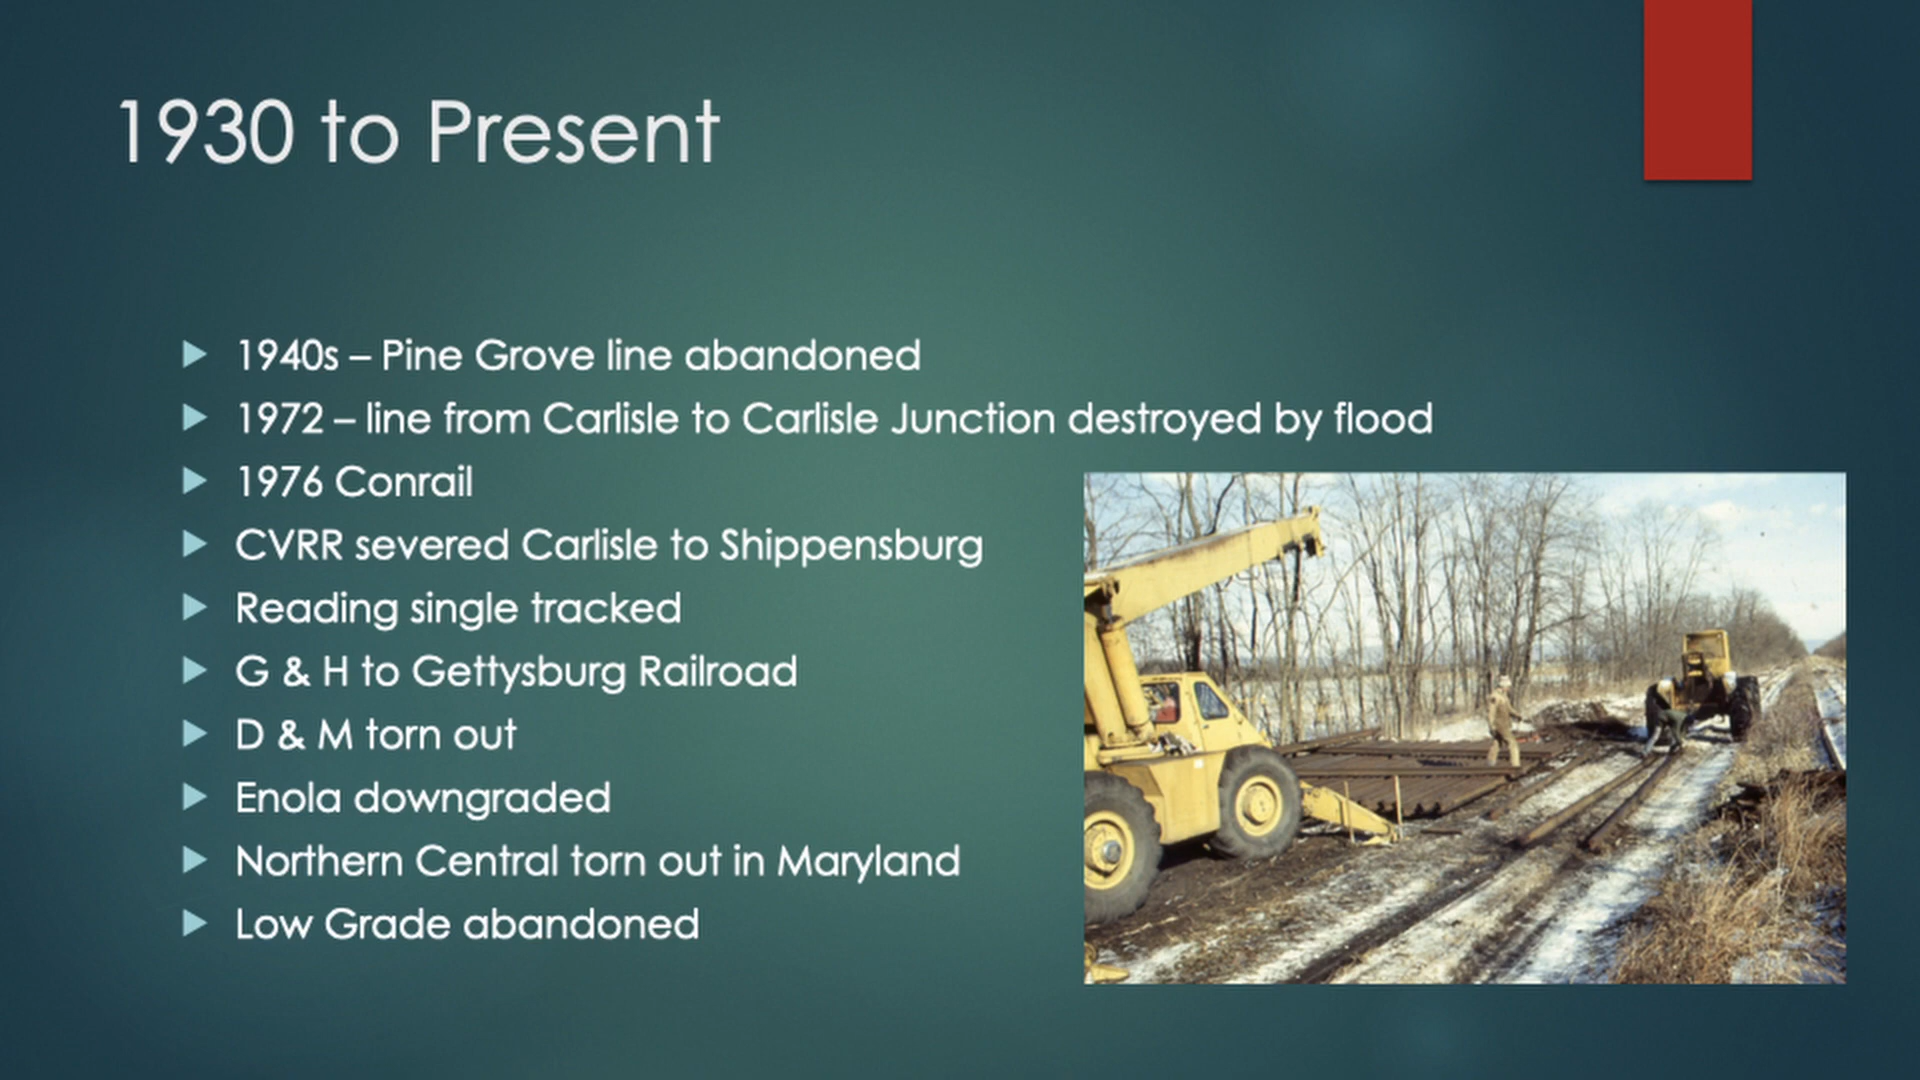 1930 to Present
1940s – Pine Grove line abandoned
1972 – line from Carlisle to Carlisle Junction destroyed by flood
1976 Conrail
CVRR severed Carlisle to Shippensburg
Reading single tracked
G & H to Gettysburg Railroad
D & M torn out
Enola downgraded
Northern Central torn out in Maryland
Low Grade abandoned